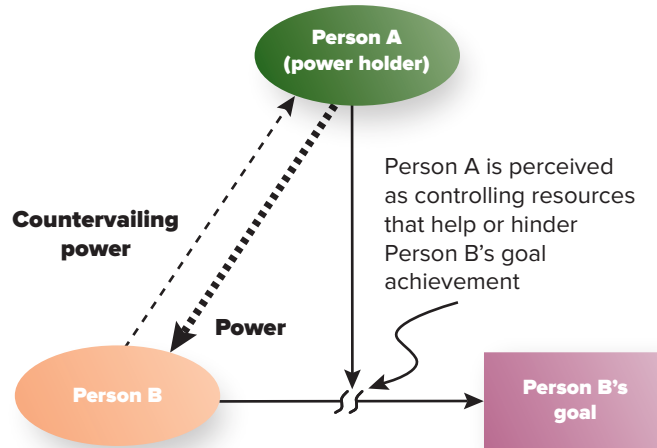 Person A
(power holder)
Person A is perceived
as controlling resources
that help or hinder
Person B's goal
achievement
Countervailing
power
Power
Person B
Person B's
goal